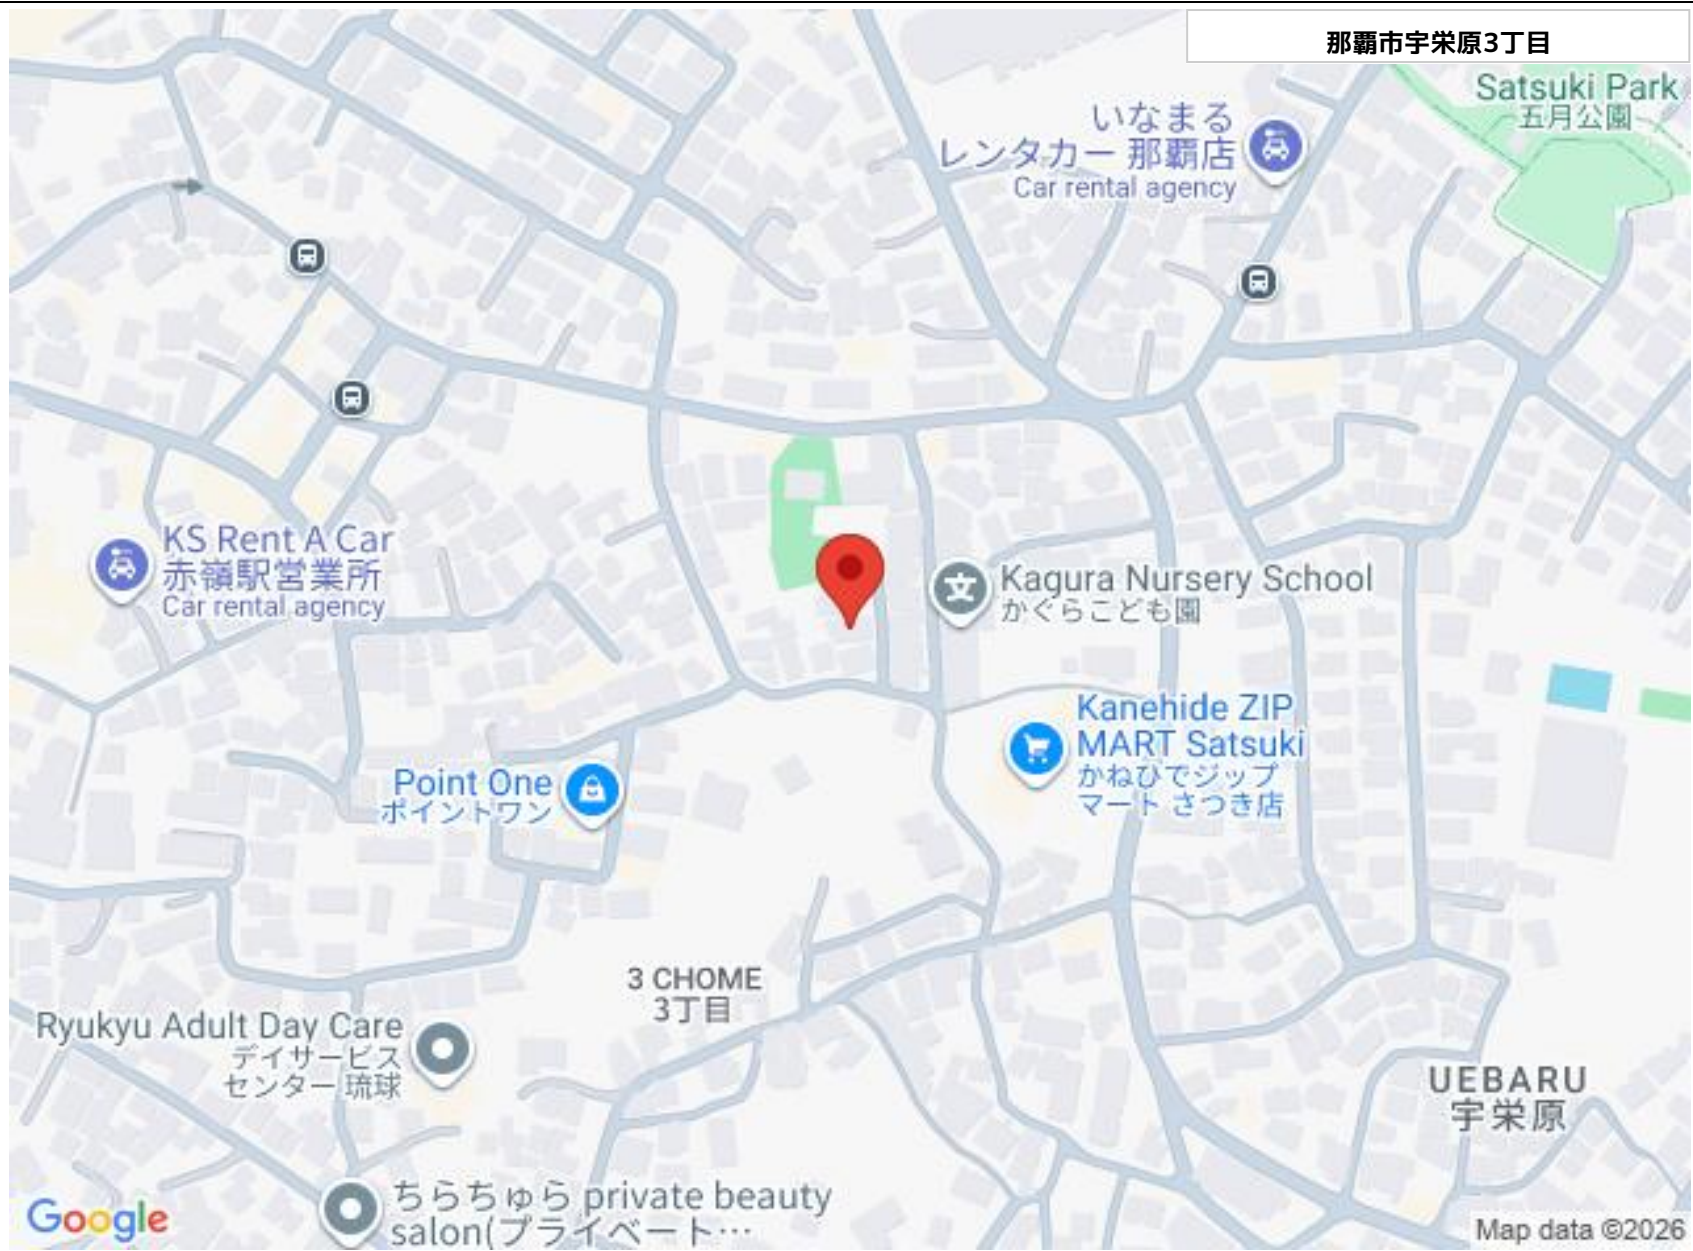 那覇市宇栄原3丁目
Satsuki Park
五月公園
いなまる
レンタカー 那覇店
Car rental agency
KS Rent A Car
赤嶺駅営業所
Car rental agency
Kagura Nursery School
かぐらこども園
Kanehide ZIP
MART Satsuki
かねひでジップ
マート さつき店
Point One
ポイントワン
3 CHOME
3丁目
Ryukyu Adult Day Care
デイサービス
センター 琉球
UEBARU
宇栄原
ちらちゅら private beauty
salon(プライベート…
Google
Map data ©2026